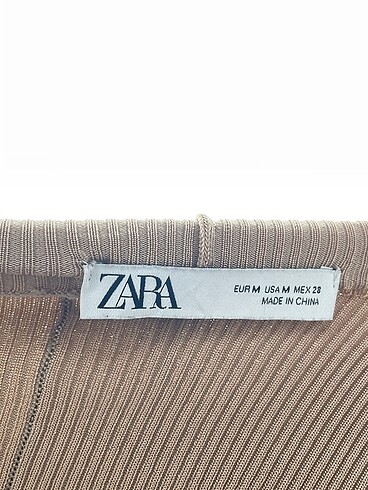 ZARA
EUR M USA M MEX 28
MADE IN CHINA